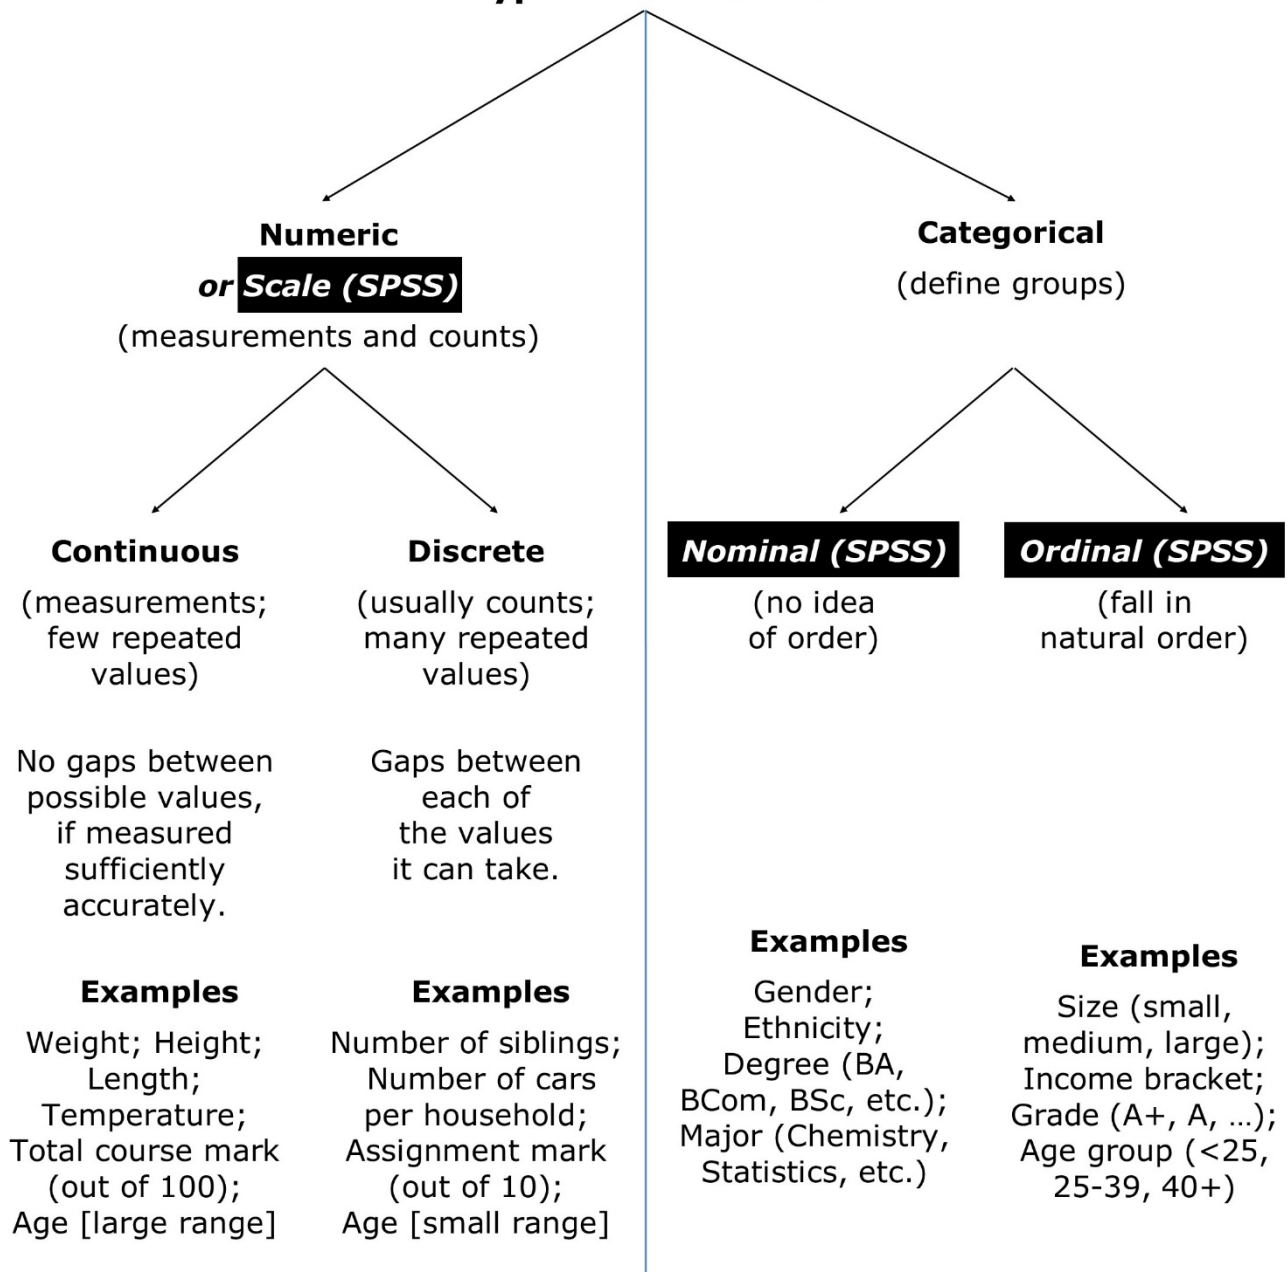 Numeric
or Scale (SPSS)
(measurements and counts)
Categorical
(define groups)
Continuous
(measurements;
few repeated
values)
No gaps between
possible values,
if measured
sufficiently
accurately.
Examples
Weight; Height;
Length;
Temperature;
Total course mark
(out of 100);
Age [large range]
Discrete
(usually counts;
many repeated
values)
Gaps between
each of
the values
it can take.
Examples
Number of siblings;
Number of cars
per household;
Assignment mark
(out of 10);
Age [small range]
Nominal (SPSS)
(no idea
of order)
Examples
Gender;
Ethnicity;
Degree (BA,
BCom, BSc, etc.);
Major (Chemistry,
Statistics, etc.)
Ordinal (SPSS)
(fall in
natural order)
Examples
Size (small,
medium, large);
Income bracket;
Grade (A+, A, …);
Age group (<25,
25-39, 40+)